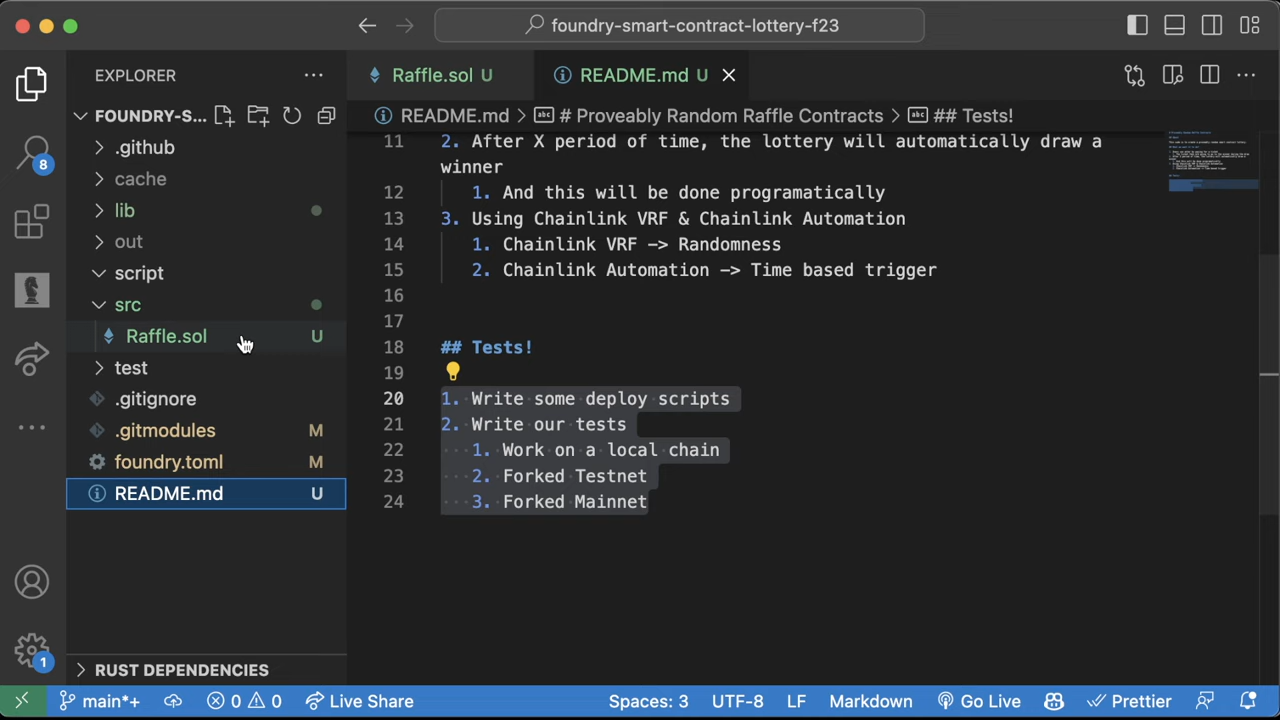 foundry-smart-contract-lottery-f23
EXPLORER
FOUNDRY-S...
.github
cache
lib
out
script
src
Raffle.sol U
test
.gitignore
.gitmodules M
foundry.toml M
README.md U
RUST DEPENDENCIES
8
1
Raffle.sol U
README.md U
README.md > # Proveably Random Raffle Contracts > ## Tests!
11 2. After X period of time, the lottery will automatically draw a
winner
12 1. And this will be done programatically
13 3. Using Chainlink VRF & Chainlink Automation
14 1. Chainlink VRF -> Randomness
15 2. Chainlink Automation -> Time based trigger
16
17
18 ## Tests!
19
20 1. Write some deploy scripts
21 2. Write our tests
22 1. Work on a local chain
23 2. Forked Testnet
24 3. Forked Mainnet
main*+ 0 0 Live Share Spaces: 3 UTF-8 LF Markdown Go Live Prettier